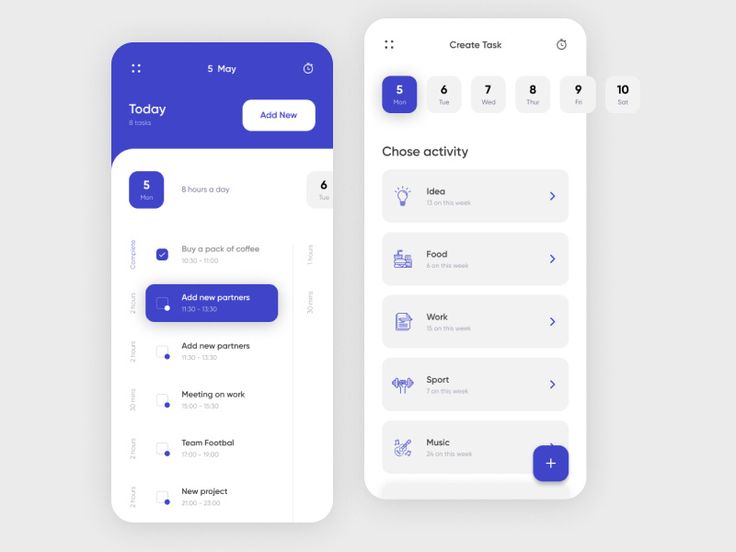 5 May
Today
8 tasks
Add New
5
Mon
8 hours a day
6
Tue
Complete
Buy a pack of coffee
10:30 - 11:00
1 hours
2 hours
Add new partners
11:30 - 13:30
30 mins
2 hours
Add new partners
11:30 - 13:30
30 mins
Meeting on work
15:00 - 15:30
2 hours
Team Footbal
17:00 - 19:00
2 hours
New project
21:00 - 23:00
Create Task
5 6 7 8 9 10
Mon Tue Wed Thur Fri Sat
Chose activity
Idea
13 on this week
Food
6 on this week
Work
15 on this week
Sport
7 on this week
Music
24 on this week